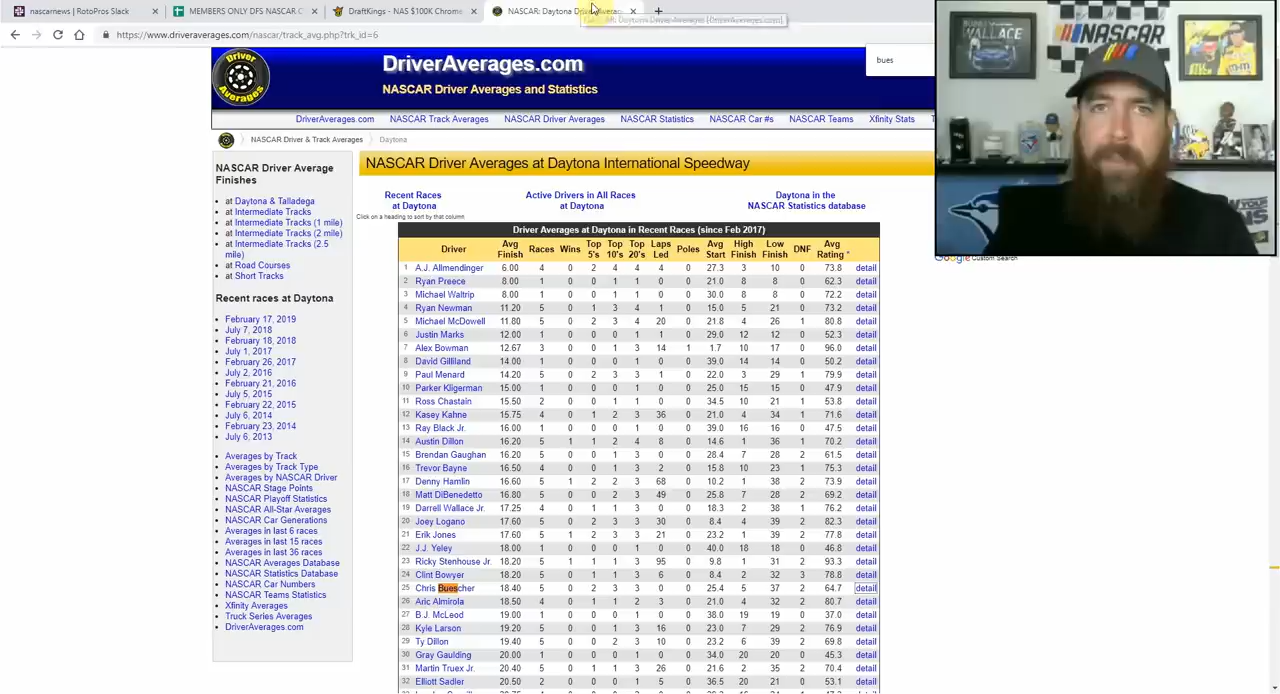 nascarnews | RotoPros Slack
MEMBERS ONLY DFS NASCAR C
DraftKings - NAS $100K Chrome
NASCAR: Daytona Driver Avera
https://www.driveraverages.com/nascar/track_avg.php?trk_id=6
bues
Driver Averages
DriverAverages.com
NASCAR Driver Averages and Statistics
DriverAverages.com NASCAR Track Averages NASCAR Driver Averages NASCAR Statistics NASCAR Car #s NASCAR Teams Xfinity Stats T
NASCAR Driver & Track Averages Daytona
NASCAR Driver Average Finishes
at Daytona & Talladega
at Intermediate Tracks
at Intermediate Tracks (1 mile)
at Intermediate Tracks (2 mile)
at Intermediate Tracks (2.5 mile)
at Road Courses
at Short Tracks
Recent races at Daytona
February 17, 2019
July 7, 2018
February 18, 2018
July 1, 2017
February 26, 2017
July 2, 2016
February 21, 2016
July 5, 2015
February 22, 2015
July 6, 2014
February 23, 2014
July 6, 2013
Averages by Track
Averages by Track Type
Averages by NASCAR Driver
NASCAR Stage Points
NASCAR Playoff Statistics
NASCAR All-Star Averages
NASCAR Car Generations
Averages in last 6 races
Averages in last 15 races
Averages in last 36 races
NASCAR Averages Database
NASCAR Statistics Database
NASCAR Car Numbers
NASCAR Teams Statistics
Xfinity Averages
Truck Series Averages
DriverAverages.com
NASCAR Driver Averages at Daytona International Speedway
Recent Races at Daytona
Active Drivers in All Races at Daytona
Daytona in the NASCAR Statistics database
Click on a heading to sort by that column
Driver Averages at Daytona in Recent Races (since Feb 2017)
Driver Avg Finish Races Wins Top 5's Top 10's Top 20's Laps Led Poles Avg Start High Finish Low Finish DNF Avg Rating *
1 A.J. Allmendinger 6.00 4 0 2 4 4 4 0 27.3 3 10 0 73.8 detail
2 Ryan Preece 8.00 1 0 0 1 1 0 0 21.0 8 8 0 62.3 detail
3 Michael Waltrip 8.00 1 0 0 1 1 0 0 30.0 8 8 0 72.2 detail
4 Ryan Newman 11.20 5 0 1 3 4 1 0 15.0 5 21 0 73.2 detail
5 Michael McDowell 11.80 5 0 2 3 4 20 0 21.8 4 26 1 80.8 detail
6 Justin Marks 12.00 1 0 0 0 1 1 0 29.0 12 12 0 52.3 detail
7 Alex Bowman 12.67 3 0 0 1 3 14 1 1.7 10 17 0 96.0 detail
8 David Gilliland 14.00 1 0 0 0 1 0 0 39.0 14 14 0 50.2 detail
9 Paul Menard 14.20 5 0 2 3 3 1 0 22.0 3 29 1 79.9 detail
10 Parker Kligerman 15.00 1 0 0 0 1 0 0 25.0 15 15 0 47.9 detail
11 Ross Chastain 15.50 2 0 0 1 1 0 0 34.5 10 21 1 53.8 detail
12 Kasey Kahne 15.75 4 0 1 2 3 36 0 21.0 4 34 1 71.6 detail
13 Ray Black Jr. 16.00 1 0 0 0 1 0 0 39.0 16 16 0 47.5 detail
14 Austin Dillon 16.20 5 1 1 2 4 8 0 14.6 1 36 1 70.2 detail
15 Brendan Gaughan 16.20 5 0 0 1 3 0 0 28.4 7 28 2 61.5 detail
16 Trevor Bayne 16.50 4 0 0 1 3 2 0 15.8 10 23 1 75.3 detail
17 Denny Hamlin 16.60 5 1 2 2 3 68 0 10.2 1 38 2 73.9 detail
18 Matt DiBenedetto 16.80 5 0 0 2 3 49 0 25.8 7 28 2 69.2 detail
19 Darrell Wallace Jr. 17.25 4 0 1 1 3 0 0 18.3 2 38 1 76.2 detail
20 Joey Logano 17.60 5 0 2 3 3 30 0 8.4 4 39 2 82.3 detail
21 Erik Jones 17.60 5 1 2 3 3 21 0 23.2 1 39 2 77.8 detail
22 J.J. Yeley 18.00 1 0 0 0 1 0 0 40.0 18 18 0 46.8 detail
23 Ricky Stenhouse Jr. 18.20 5 1 1 1 3 95 0 9.8 1 31 2 93.3 detail
24 Clint Bowyer 18.20 5 0 1 1 3 6 0 8.4 2 32 3 78.8 detail
25 Chris Buescher 18.40 5 0 2 3 3 0 0 25.4 5 37 2 64.7 detail
26 Aric Almirola 18.50 4 0 1 1 2 3 0 21.0 4 32 2 80.7 detail
27 B.J. McLeod 19.00 1 0 0 0 1 0 0 38.0 19 19 0 37.0 detail
28 Kyle Larson 19.20 5 0 0 1 3 16 0 23.0 7 29 2 76.9 detail
29 Ty Dillon 19.40 5 0 0 2 3 10 0 23.2 6 39 2 69.8 detail
30 Gray Gaulding 20.00 1 0 0 0 1 0 0 34.0 20 20 0 45.3 detail
31 Martin Truex Jr. 20.40 5 0 1 1 3 26 0 21.6 2 35 2 70.4 detail
32 Elliott Sadler 20.50 2 0 0 0 1 5 0 36.5 20 21 0 53.1 detail
Google Custom Search
WALLACE
NASCAR